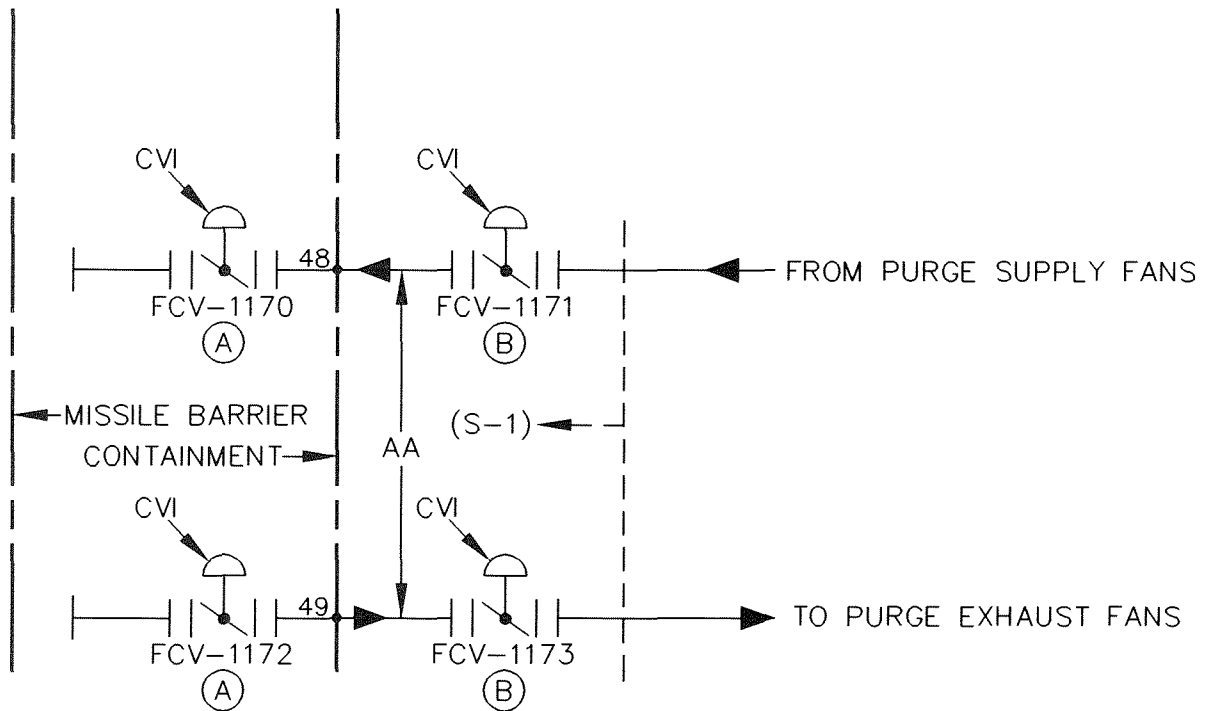 CVI
CVI
48
FROM PURGE SUPPLY FANS
FCV-1170
FCV-1171
A
B
MISSILE BARRIER
CONTAINMENT
(S-1)
AA
CVI
CVI
49
TO PURGE EXHAUST FANS
FCV-1172
FCV-1173
A
B